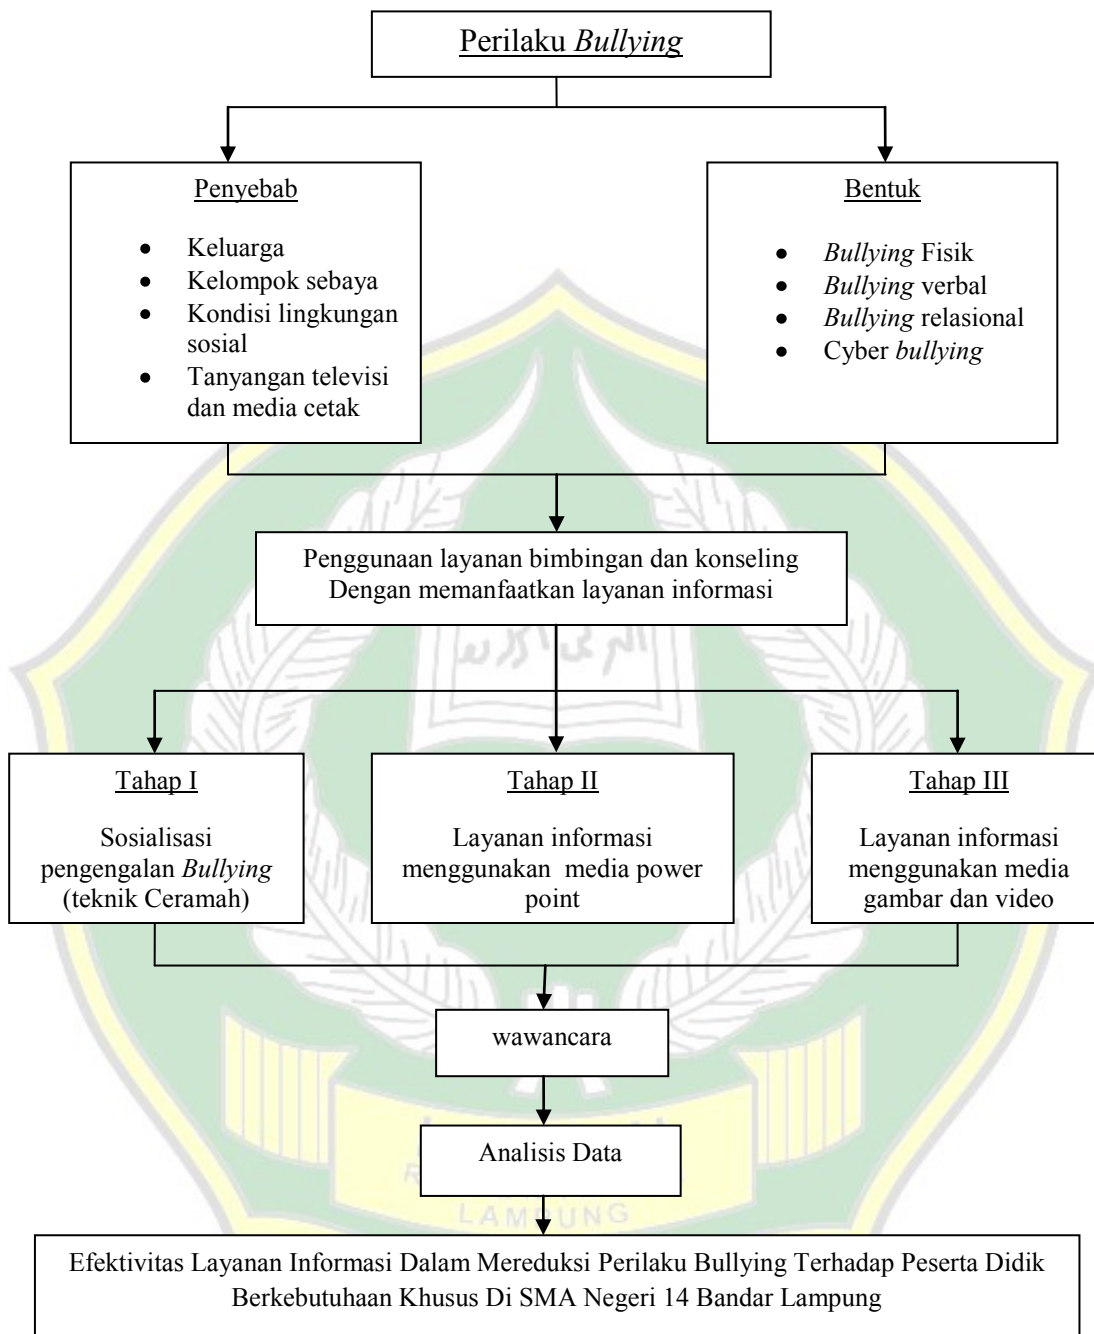 Perilaku Bullying
Penyebab
• Keluarga
• Kelompok sebaya
• Kondisi lingkungan
sosial
• Tanyangan televisi
dan media cetak
Bentuk
• Bullying Fisik
• Bullying verbal
• Bullying relasional
• Cyber bullying
Penggunaan layanan bimbingan dan konseling
Dengan memanfaatkan layanan informasi
Tahap I
Sosialisasi
pengengalan Bullying
(teknik Ceramah)
Tahap II
Layanan informasi
menggunakan media power
point
Tahap III
Layanan informasi
menggunakan media
gambar dan video
wawancara
Analisis Data
LAMPUNG
Efektivitas Layanan Informasi Dalam Mereduksi Perilaku Bullying Terhadap Peserta Didik
Berkebutuhaan Khusus Di SMA Negeri 14 Bandar Lampung